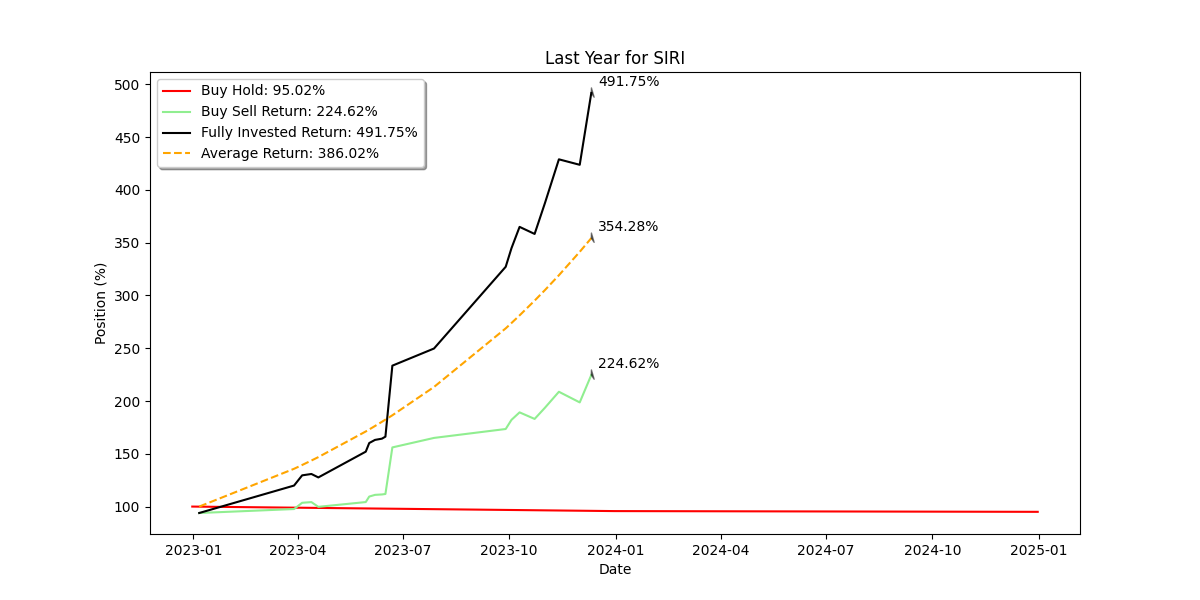 Last Year for SIRI
Buy Hold: 95.02%
Buy Sell Return: 224.62%
Fully Invested Return: 491.75%
Average Return: 386.02%
491.75%
354.28%
224.62%
500
450
400
350
300
250
200
150
100
Position (%)
2023-01 2023-04 2023-07 2023-10 2024-01 2024-04 2024-07 2024-10 2025-01
Date